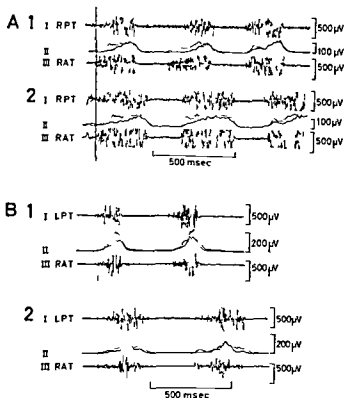 A 1 I RPT 500μV
II 100μV
III RAT 500μV
2 I RPT 500μV
II 100μV
III RAT 500μV
500 msec
B 1 I LPT 500μV
II 200μV
III RAT 500μV
2 I LPT 500μV
II 200μV
III RAT 500μV
500 msec